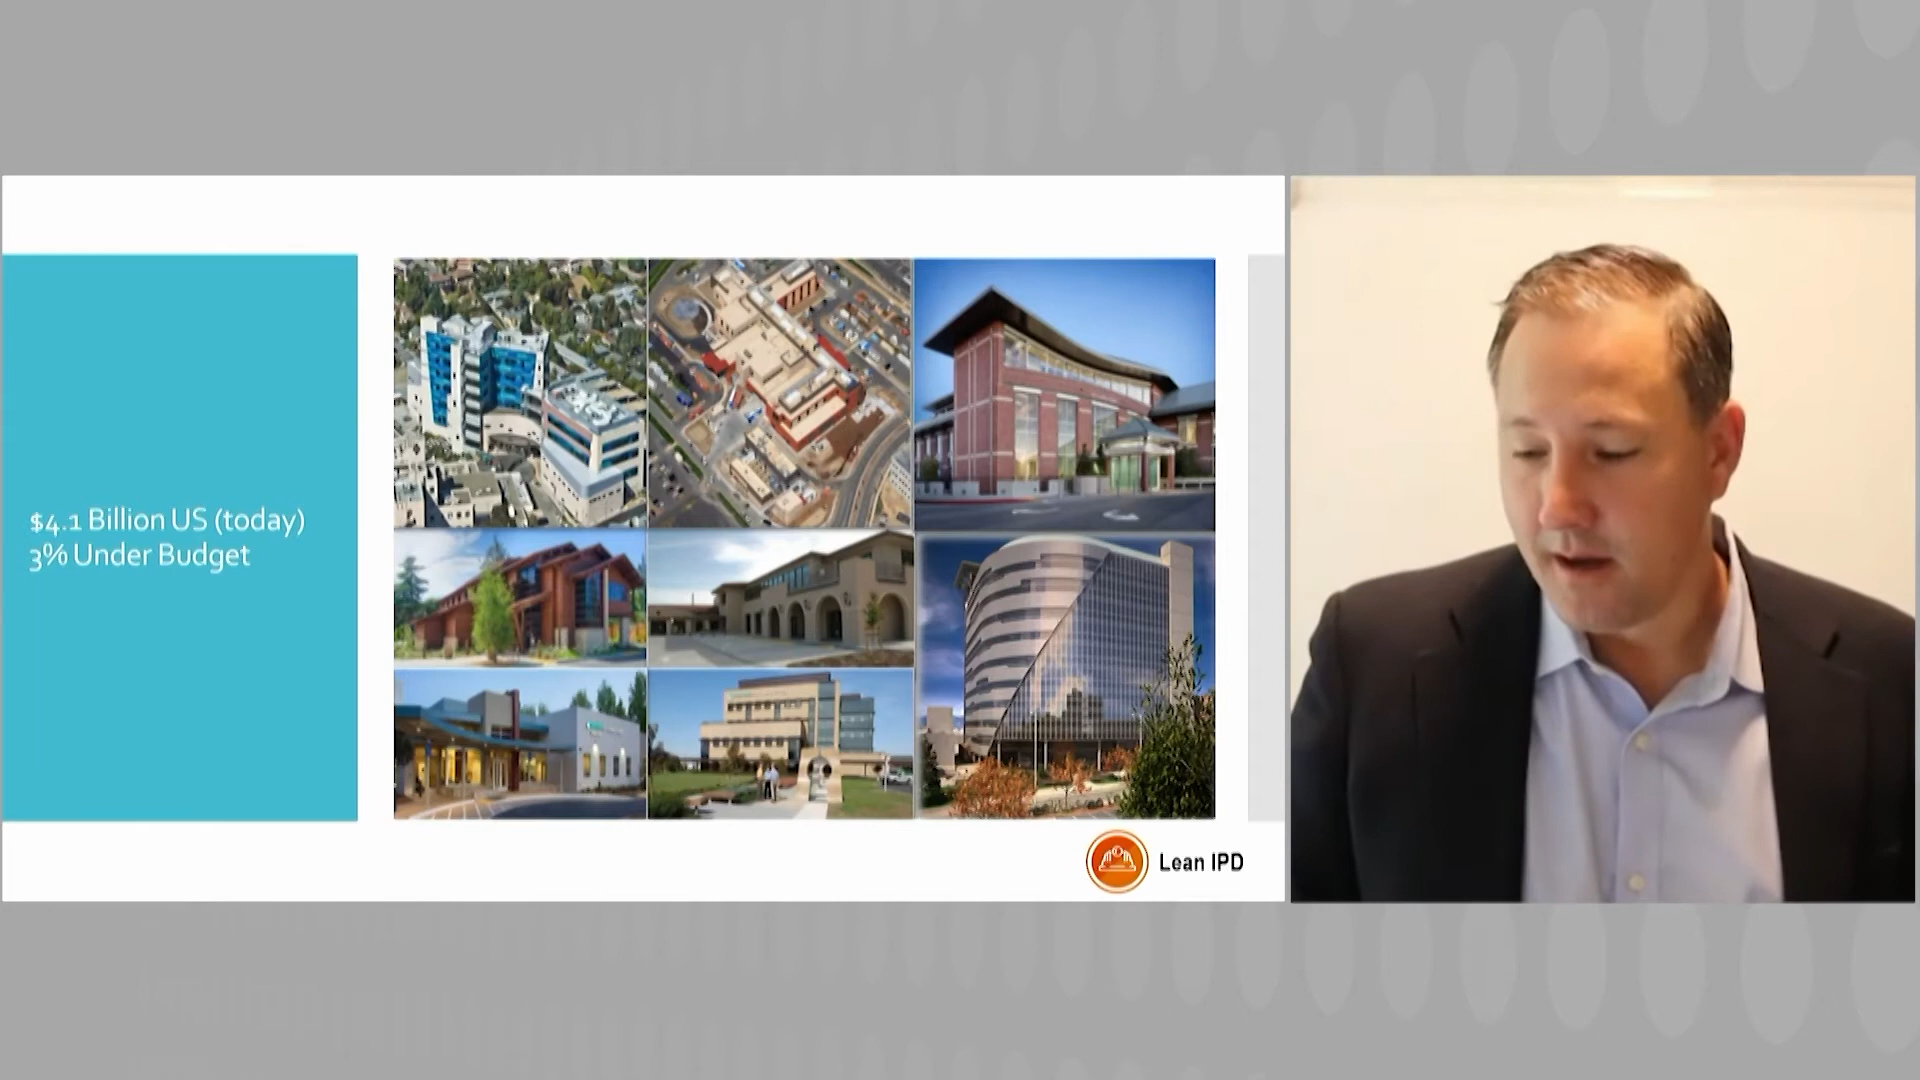 $4.1 Billion US (today)
3% Under Budget
Lean IPD